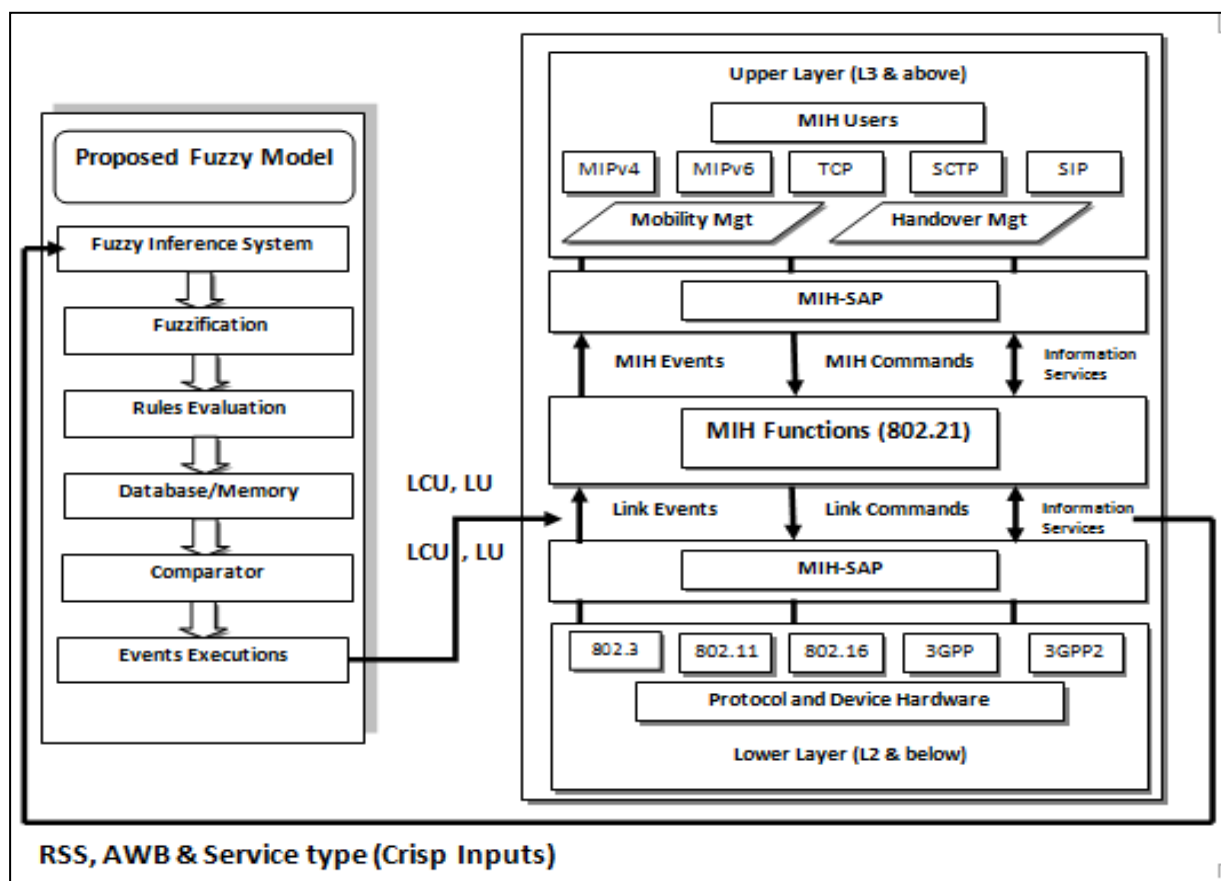 Proposed Fuzzy Model
Fuzzy Inference System
Fuzzification
Rules Evaluation
Database/Memory
Comparator
Events Executions
LCU, LU
LCU , LU
Upper Layer (L3 & above)
MIH Users
MIPv4 MIPv6 TCP SCTP SIP
Mobility Mgt Handover Mgt
MIH-SAP
MIH Events MIH Commands Information
Services
MIH Functions (802.21)
Link Events Link Commands Information
Services
MIH-SAP
802.3 802.11 802.16 3GPP 3GPP2
Protocol and Device Hardware
Lower Layer (L2 & below)
RSS, AWB & Service type (Crisp Inputs)